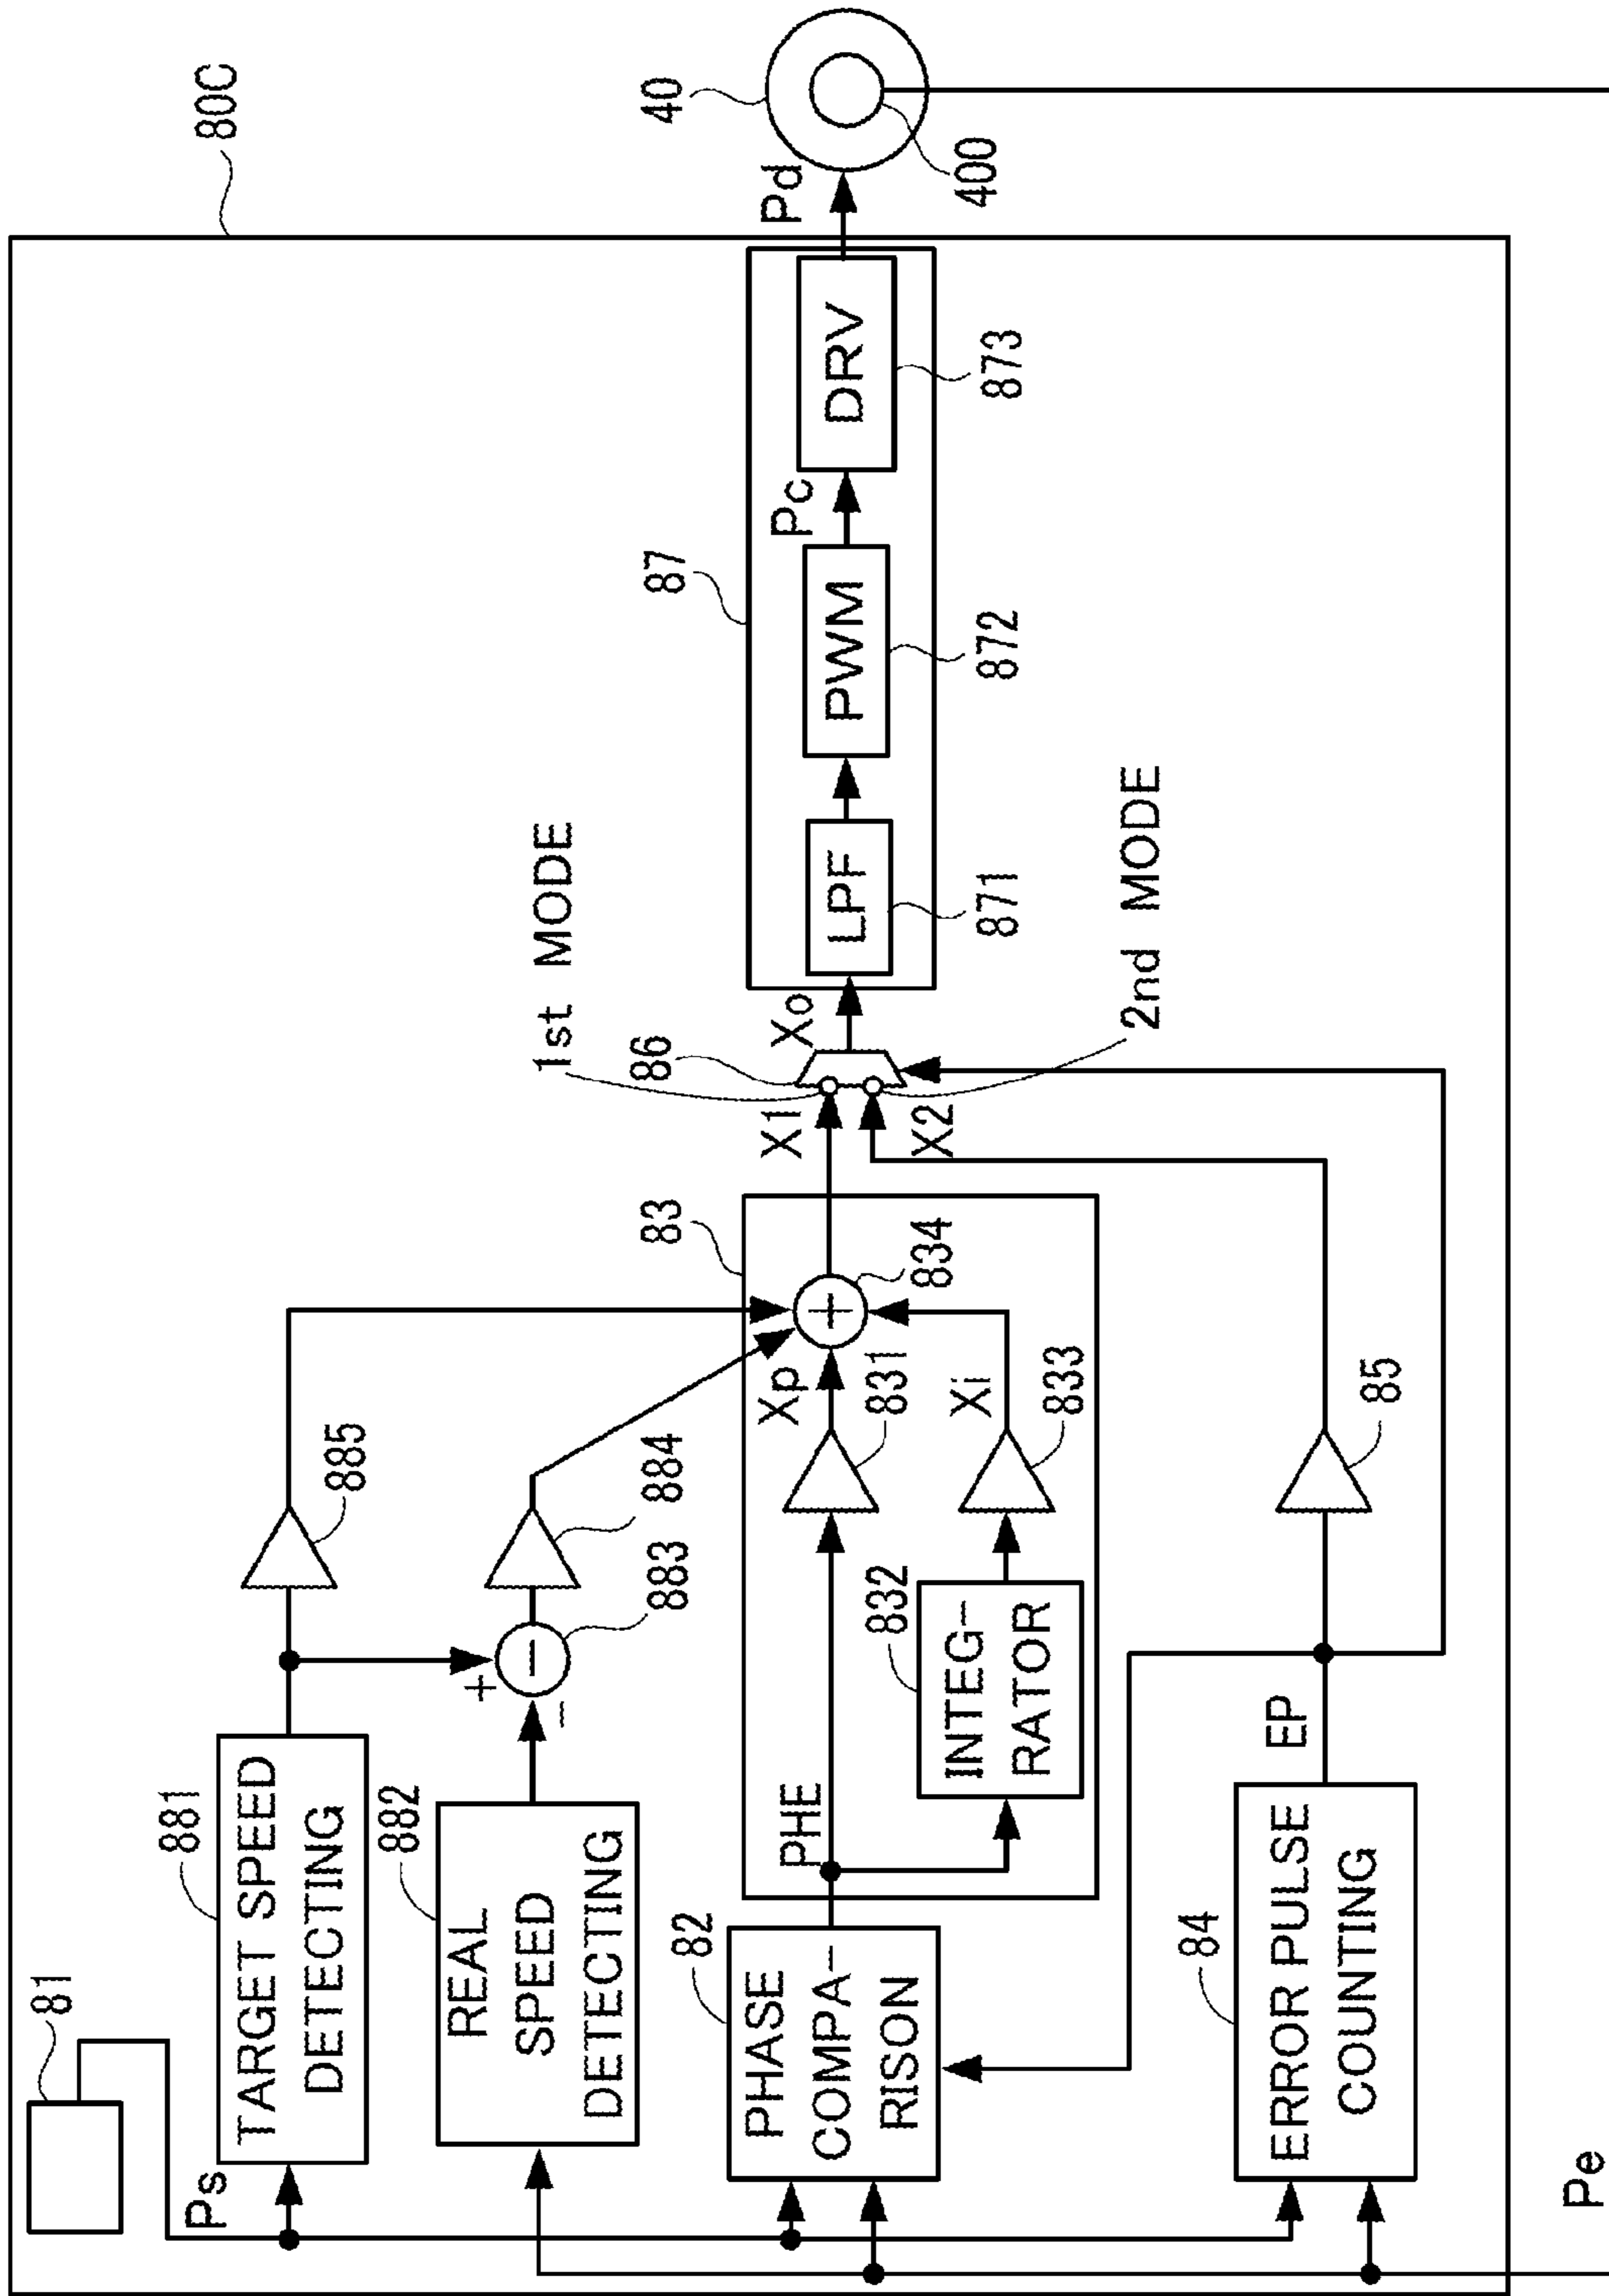 80C
81
Ps
881
TARGET SPEED
DETECTING
885
882
REAL
SPEED
DETECTING
+
−
−
883
884
1st MODE
87
40
Pd
400
82
PHASE
COMPA-
RISON
PHE
83
Xp
+
834
831
832
INTEG-
RATOR
Xi
833
X1
86
Xo
X2
LPF
871
PWM
872
Pc
DRV
873
2nd MODE
84
ERROR PULSE
COUNTING
EP
85
Pe